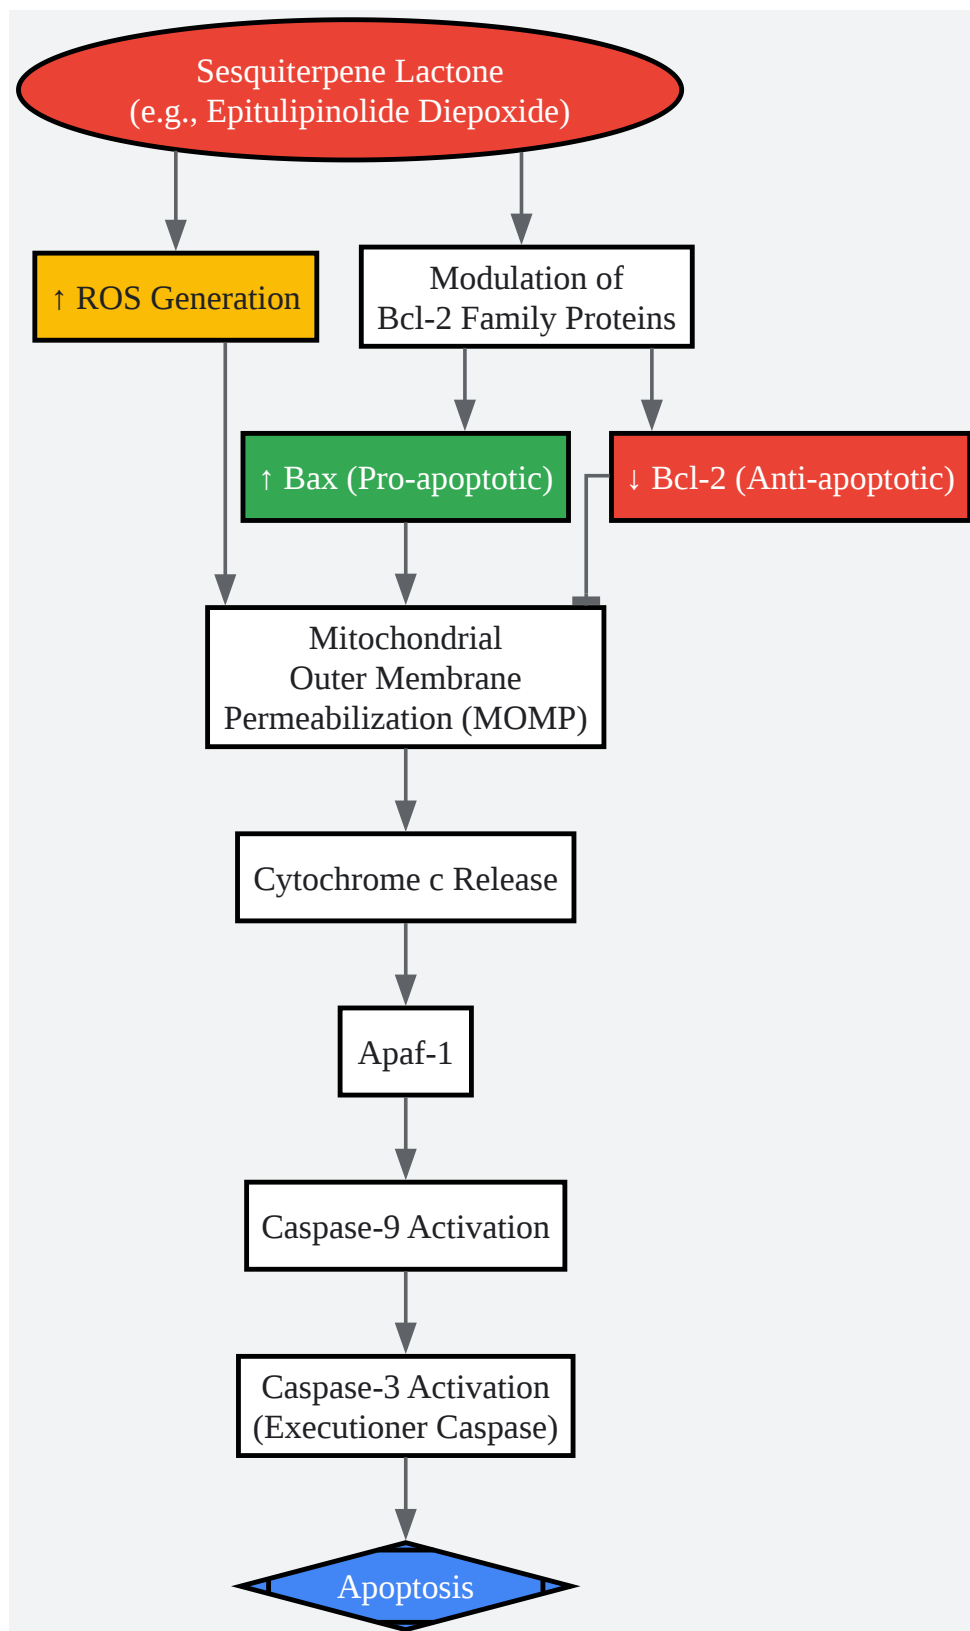 Sesquiterpene Lactone
(e.g., Epitulipinolide Diepoxide)
↑ ROS Generation
Modulation of
Bcl-2 Family Proteins
↑ Bax (Pro-apoptotic)
↓ Bcl-2 (Anti-apoptotic)
Mitochondrial
Outer Membrane
Permeabilization (MOMP)
Cytochrome c Release
Apaf-1
Caspase-9 Activation
Caspase-3 Activation
(Executioner Caspase)
Apoptosis